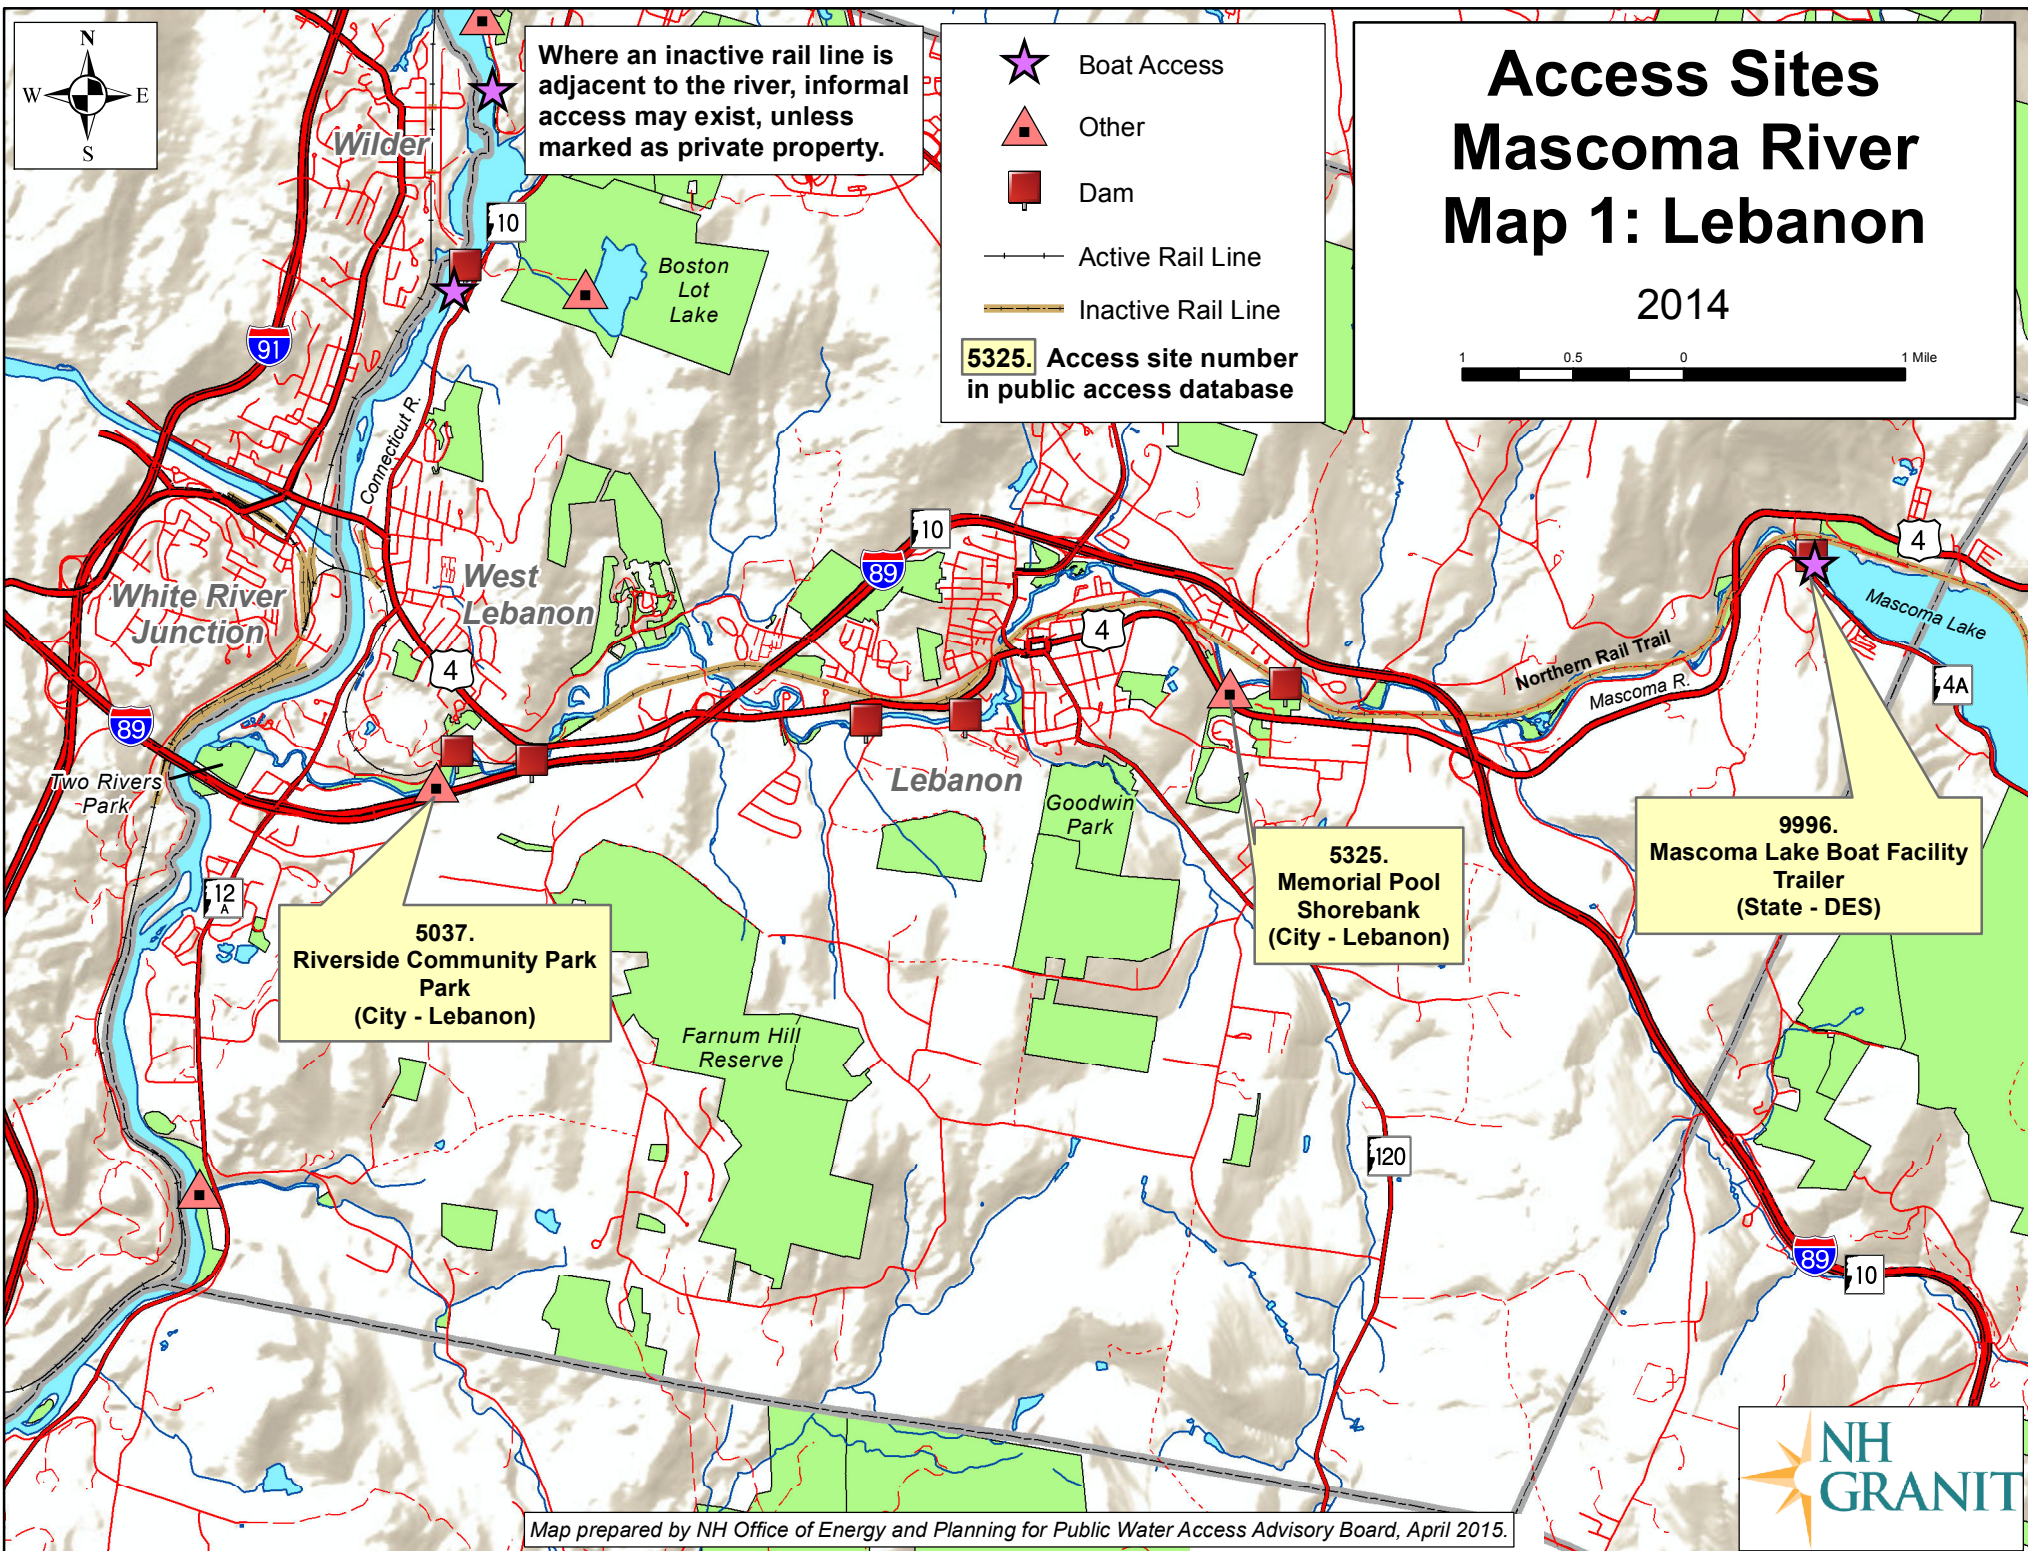 N
W
E
S
Where an inactive rail line is
adjacent to the river, informal
access may exist, unless
marked as private property.
Boat Access
Other
Dam
Active Rail Line
Inactive Rail Line
5325. Access site number
in public access database
Access Sites
Mascoma River
Map 1: Lebanon
2014
1 0.5 0 1 Mile
Wilder
10
Boston
Lot
Lake
91
Connecticut R.
10
89
4
West
Lebanon
White River
Junction
4
4
Mascoma Lake
Northern Rail Trail
Mascoma R.
4A
89
Two Rivers
Park
Lebanon
Goodwin
Park
12
A
5037.
Riverside Community Park
Park
(City - Lebanon)
5325.
Memorial Pool
Shorebank
(City - Lebanon)
9996.
Mascoma Lake Boat Facility
Trailer
(State - DES)
Farnum Hill
Reserve
120
89
10
NH
GRANIT
Map prepared by NH Office of Energy and Planning for Public Water Access Advisory Board, April 2015.